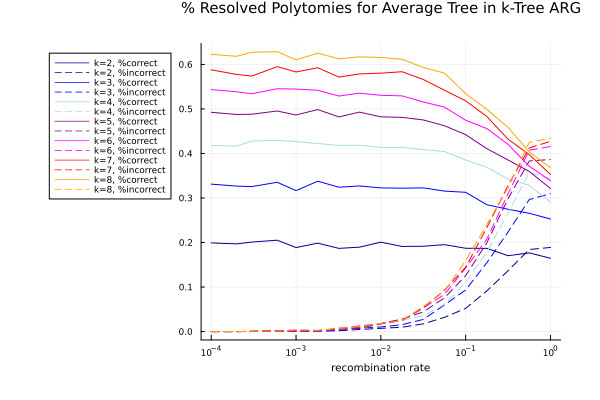 % Resolved Polytomies for Average Tree in k-Tree ARG
k=2, %correct
k=2, %incorrect
k=3, %correct
k=3, %incorrect
k=4, %correct
k=4, %incorrect
k=5, %correct
k=5, %incorrect
k=6, %correct
k=6, %incorrect
k=7, %correct
k=7, %incorrect
k=8, %correct
k=8, %incorrect
0.6
0.5
0.4
0.3
0.2
0.1
0.0
10⁻⁴ 10⁻³ 10⁻² 10⁻¹ 10⁰
recombination rate